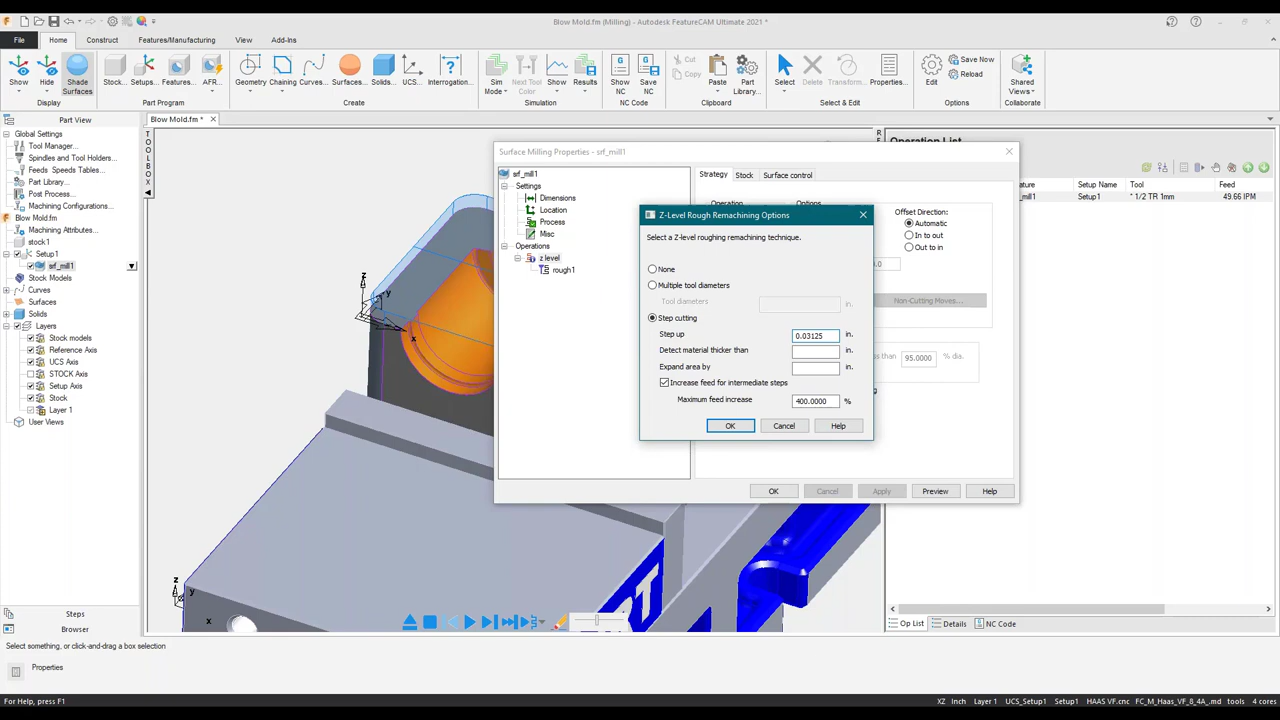 Blow Mold.fm (Milling) - Autodesk FeatureCAM Ultimate 2021 *
File Home Construct Features/Manufacturing View Add-Ins
Show Hide Shade Surfaces Stock... Setups... Features... AFR... Geometry... Chaining... Curves... Surfaces... Solids... UCS... Interrogation... Sim Mode Next Tool Color Show Results Show NC Save NC Cut Copy Paste Part Library... Select Delete Transform... Properties... Edit Save Now Reload Shared Views
Display Part Program Create Simulation NC Code Clipboard Select & Edit Options Collaborate
Part View
Blow Mold.fm *
Global Settings
Tool Manager...
Spindles and Tool Holders...
Feeds Speeds Tables...
Part Library...
Post Process...
Machining Configurations...
Blow Mold.fm
Machining Attributes...
stock1
Setup1
srf_mill1
Stock Models
Curves
Surfaces
Solids
Layers
Stock models
Reference Axis
UCS Axis
STOCK Axis
Setup Axis
Stock
Layer 1
User Views
TOOLBOX
z
y
x
z
y
x
Surface Milling Properties - srf_mill1
srf_mill1
Settings
Dimensions
Location
Process
Misc
Operations
z level
rough1
Strategy Stock Surface control
Operation Options
Offset Direction:
Automatic
In to out
Out to in
Non-Cutting Moves...
95.0000 % dia.
Z-Level Rough Remachining Options
Select a Z-level roughing remachining technique.
None
Multiple tool diameters
Tool diameters in.
Step cutting
Step up 0.03125 in.
Detect material thicker than in.
Expand area by in.
Increase feed for intermediate steps
Maximum feed increase 400.0000 %
OK Cancel Help
OK Cancel Apply Preview Help
Operation List
Setup Name Tool Feed
Setup1 * 1/2 TR 1mm 49.66 IPM
Op List Details NC Code
Steps
Browser
Select something, or click-and-drag a box selection
Properties
For Help, press F1
XZ Inch Layer 1 UCS_Setup1 Setup1 HAAS VF.cnc FC_M_Haas_VF_8_4A_.md tools 4 cores